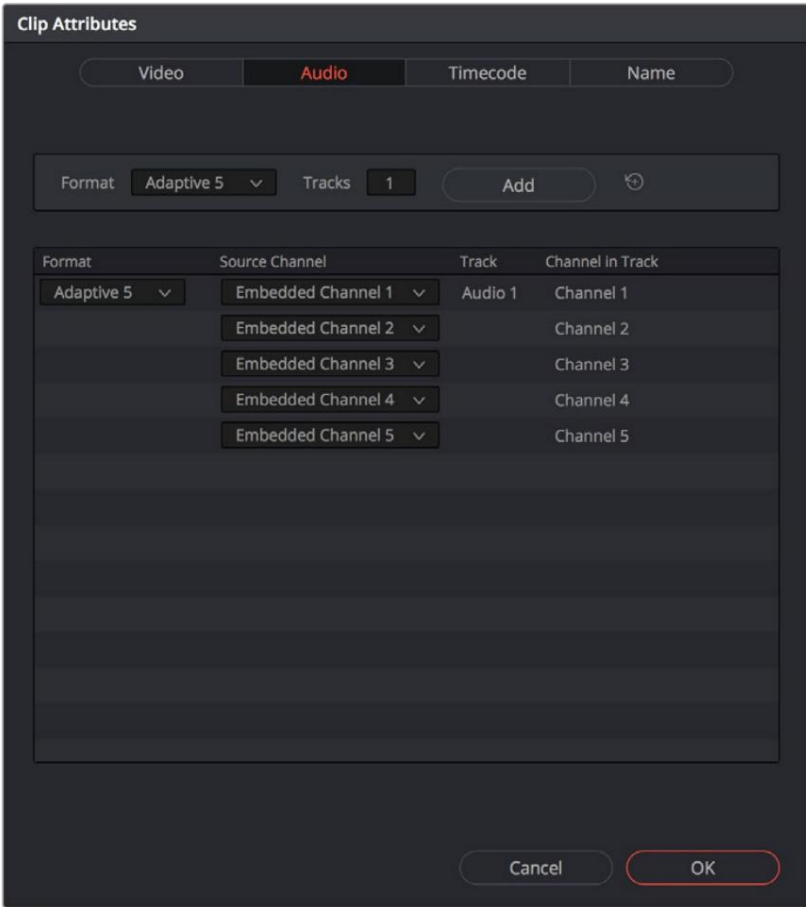 Clip Attributes
Video Audio Timecode Name
Format Adaptive 5 Tracks 1 Add
Format Source Channel Track Channel in Track
Adaptive 5 Embedded Channel 1 Audio 1 Channel 1
Embedded Channel 2 Channel 2
Embedded Channel 3 Channel 3
Embedded Channel 4 Channel 4
Embedded Channel 5 Channel 5
Cancel OK